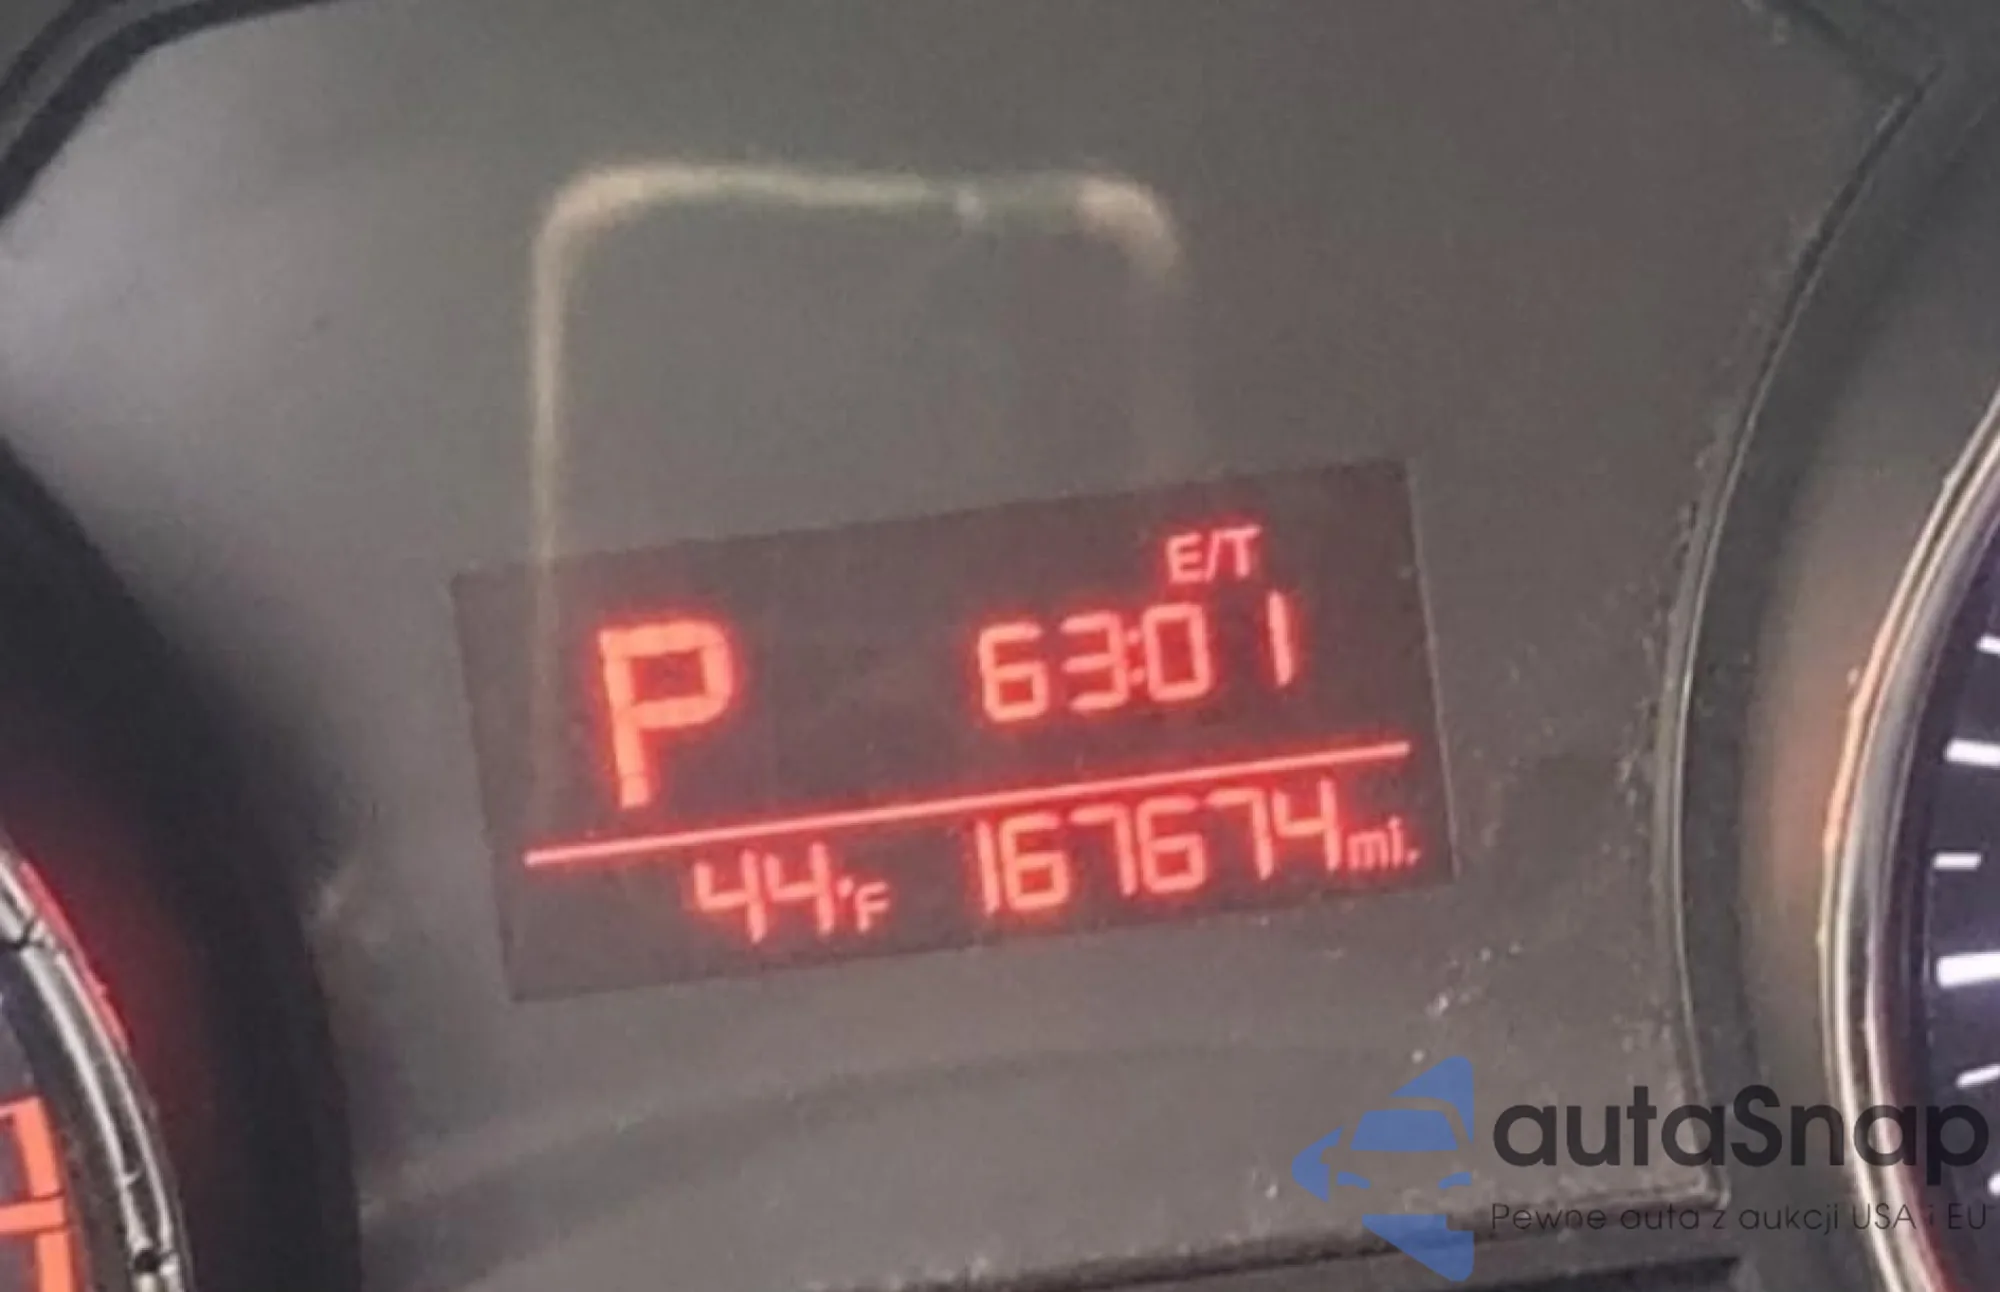 E/T
P 63:01
44°F 167674mi.
autaSnap
Pewne auta z aukcji USA i EU